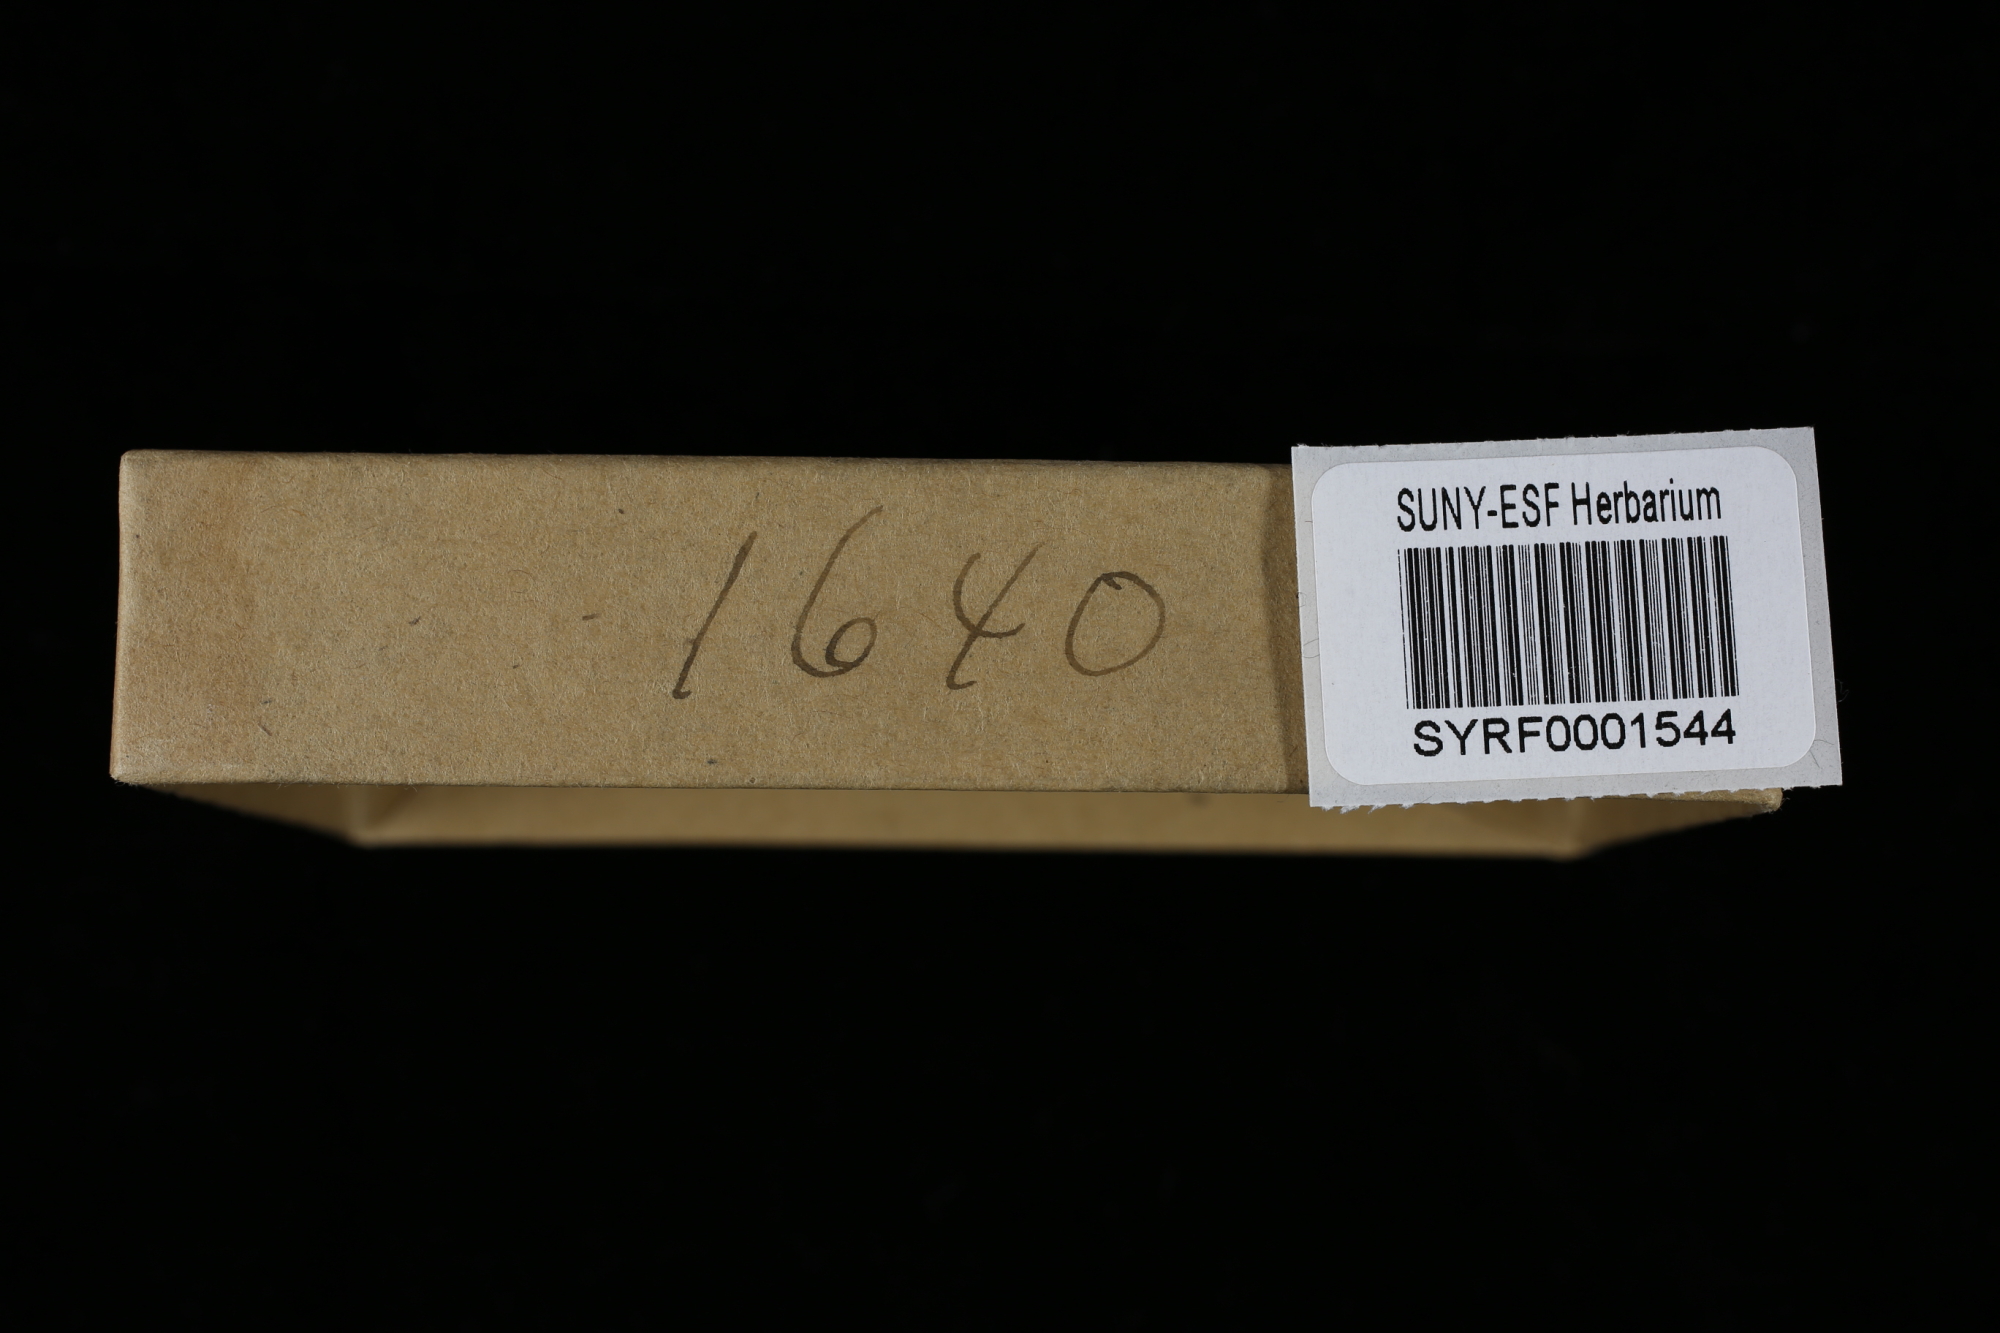 1640
SUNY-ESF Herbarium
SYRF0001544